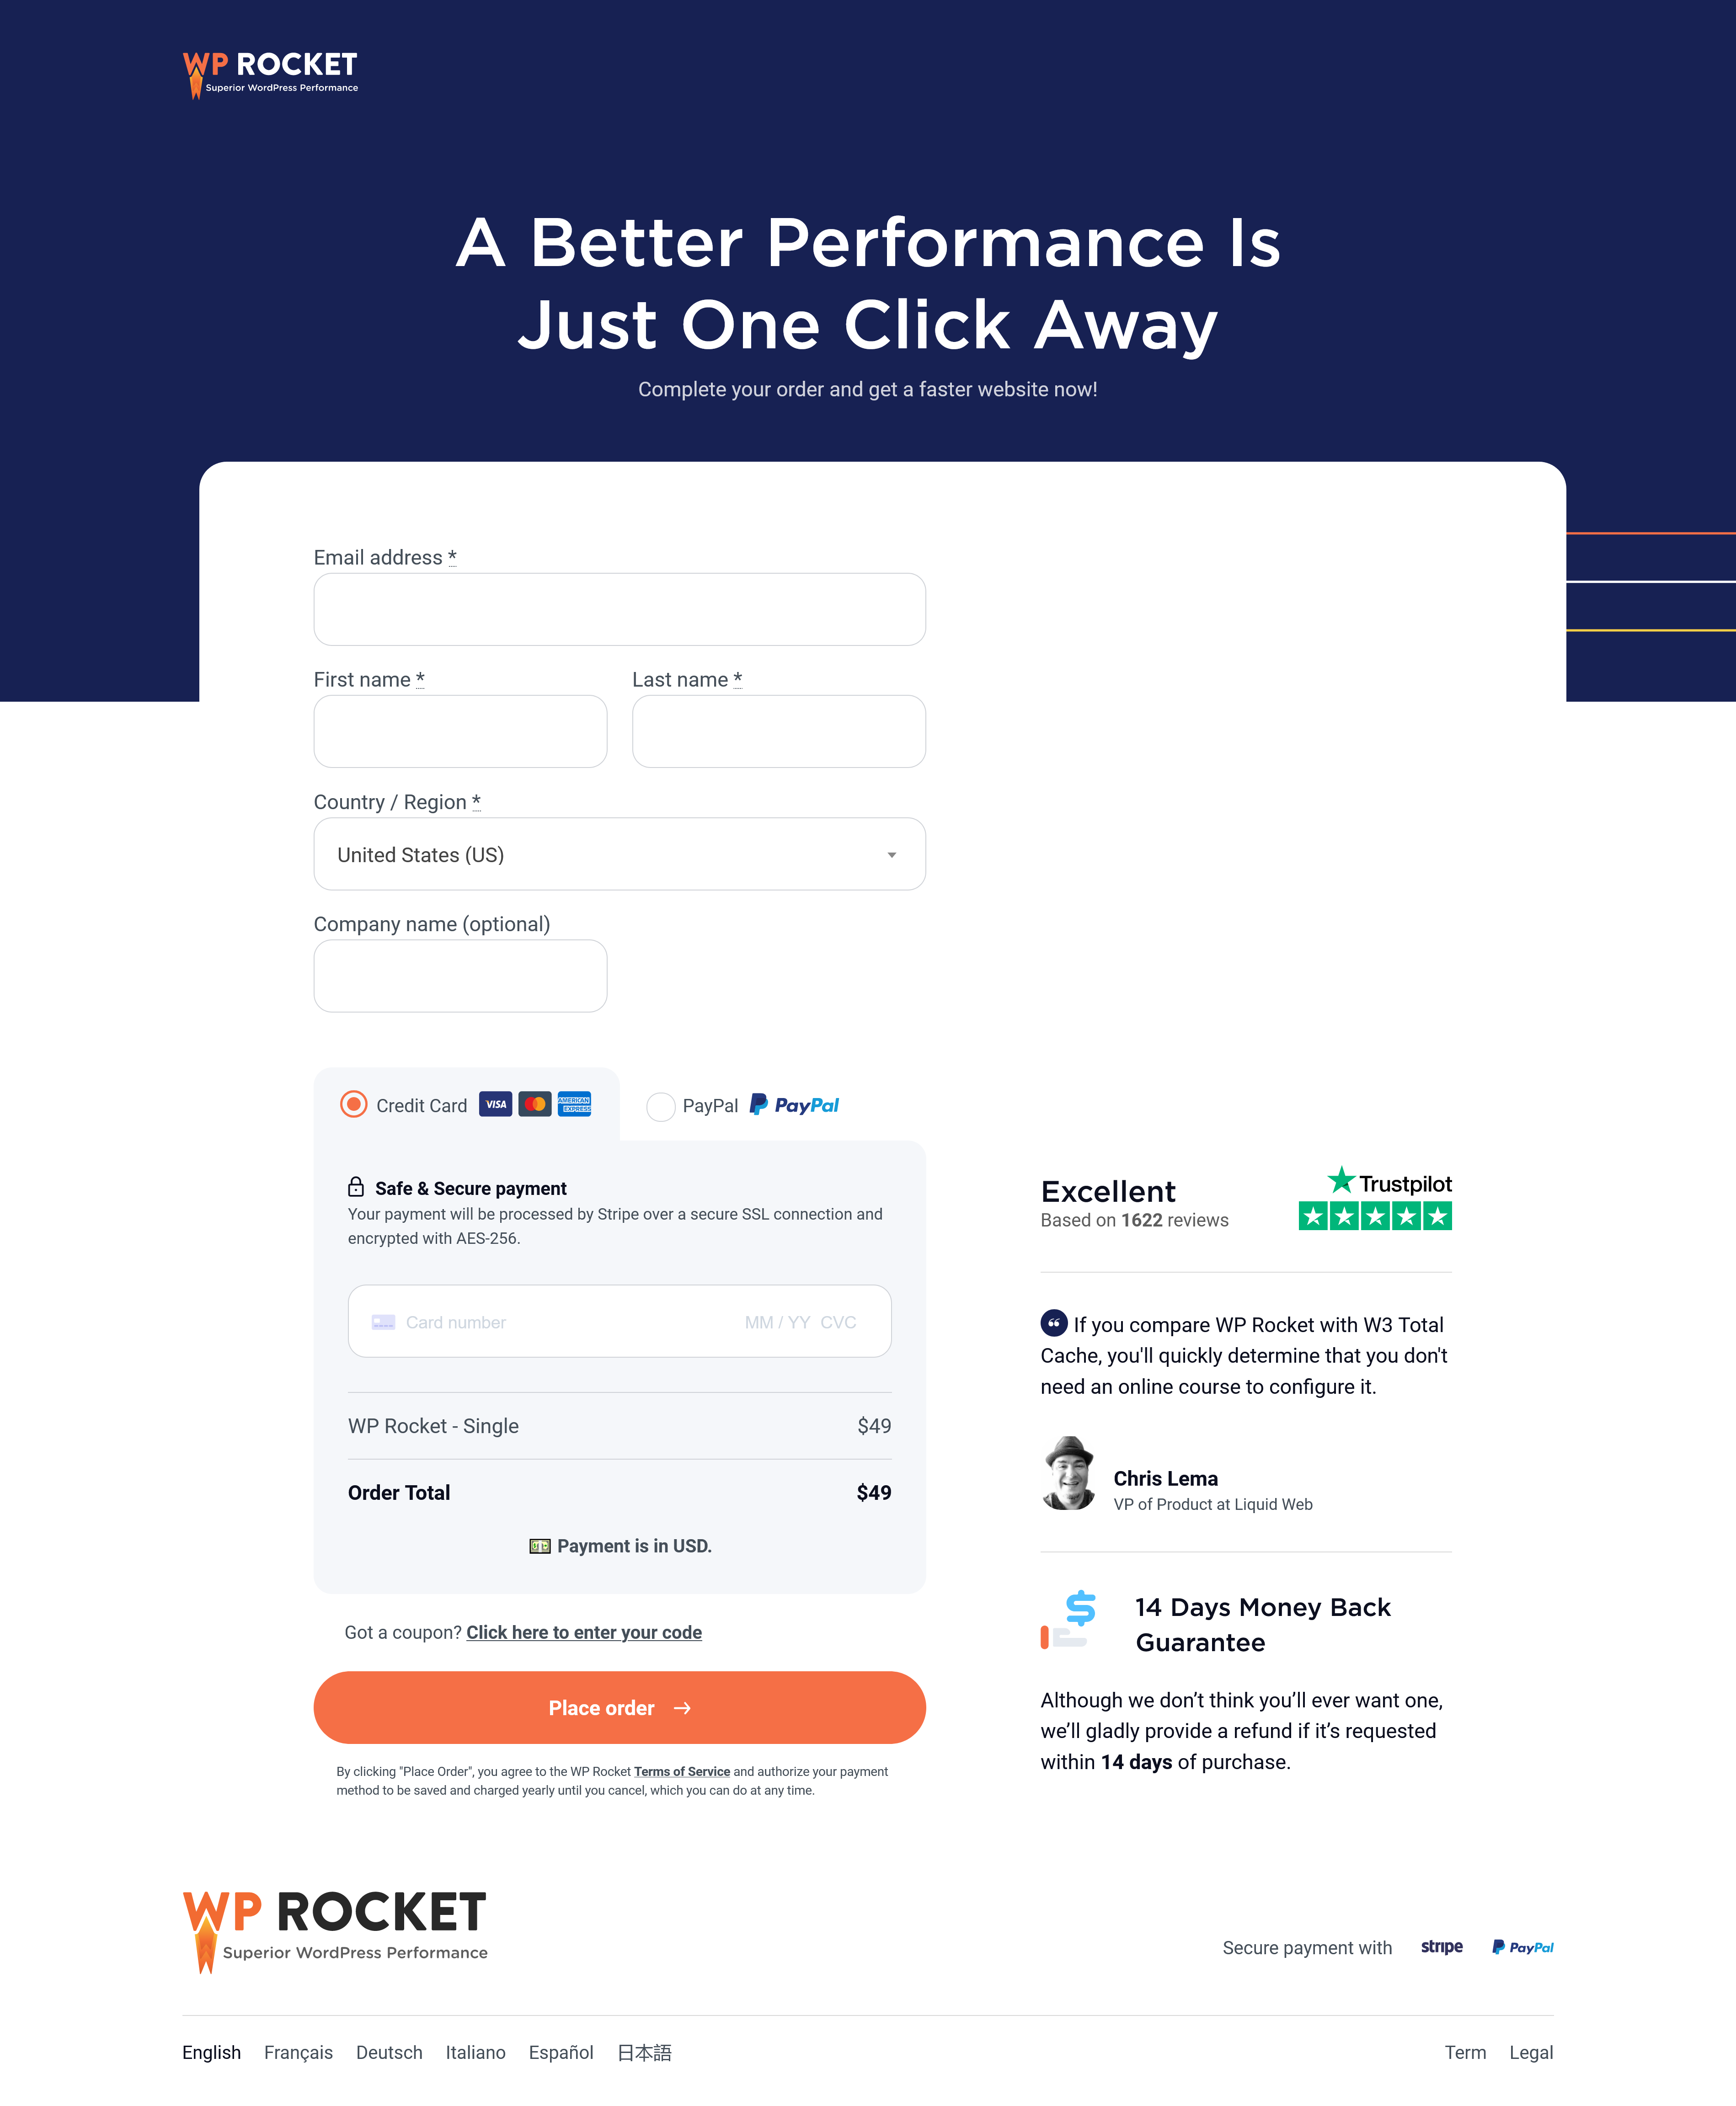 WP ROCKET
Superior WordPress Performance
A Better Performance Is
Just One Click Away
Complete your order and get a faster website now!
Email address *
First name *
Last name *
Country / Region *
United States (US)
Company name (optional)
Credit Card
VISA
AMERICAN
EXPRESS
PayPal
PayPal
Safe & Secure payment
Your payment will be processed by Stripe over a secure SSL connection and
encrypted with AES-256.
Card number
MM / YY CVC
WP Rocket - Single
$49
Order Total
$49
Payment is in USD.
Got a coupon? Click here to enter your code
Place order →
By clicking "Place Order", you agree to the WP Rocket Terms of Service and authorize your payment
method to be saved and charged yearly until you cancel, which you can do at any time.
Excellent
Based on 1622 reviews
Trustpilot
If you compare WP Rocket with W3 Total
Cache, you'll quickly determine that you don't
need an online course to configure it.
Chris Lema
VP of Product at Liquid Web
14 Days Money Back
Guarantee
Although we don’t think you’ll ever want one,
we’ll gladly provide a refund if it’s requested
within 14 days of purchase.
WP ROCKET
Superior WordPress Performance
Secure payment with
stripe
PayPal
English Français Deutsch Italiano Español 日本語
Term Legal